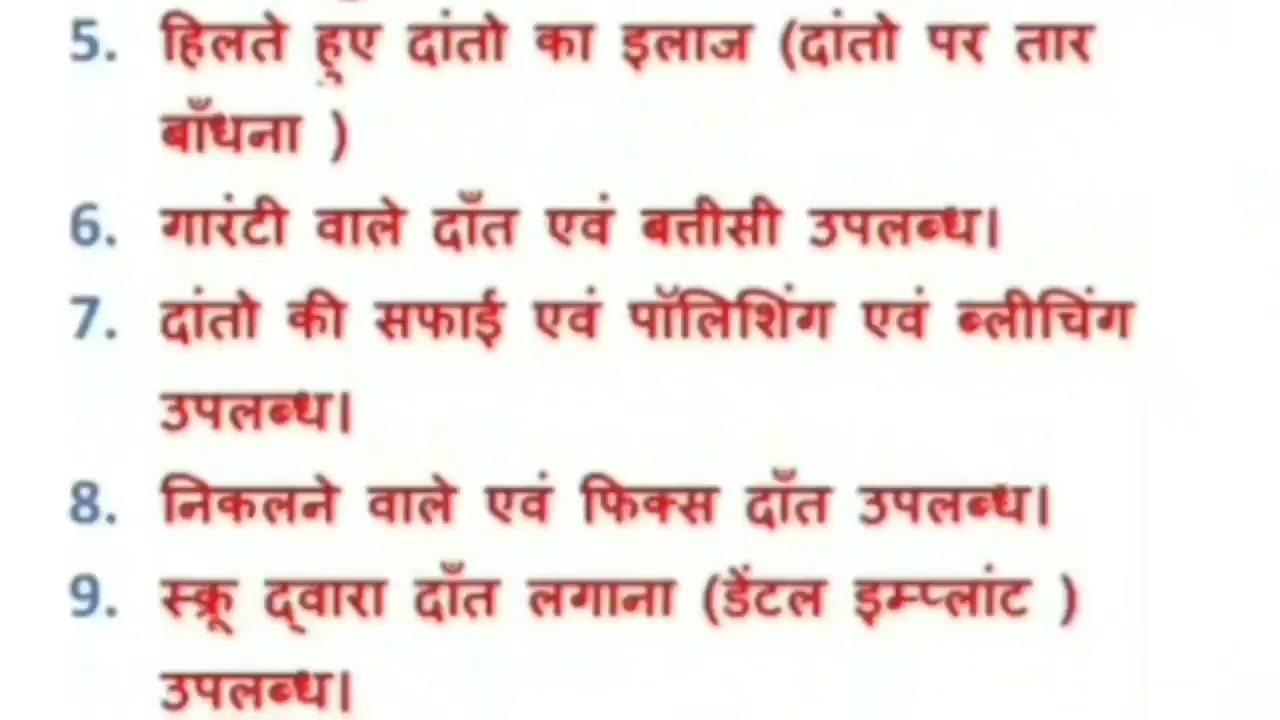 5. हिलते हुए दांतो का इलाज (दांतो पर तार
बाँधना )
6. गारंटी वाले दाँत एवं बत्तीसी उपलब्ध।
7. दांतो की सफाई एवं पॉलिशिंग एवं ब्लीचिंग
उपलब्ध।
8. निकलने वाले एवं फिक्स दाँत उपलब्ध।
9. स्क्रू द्वारा दाँत लगाना (डेंटल इम्प्लांट )
उपलब्ध।